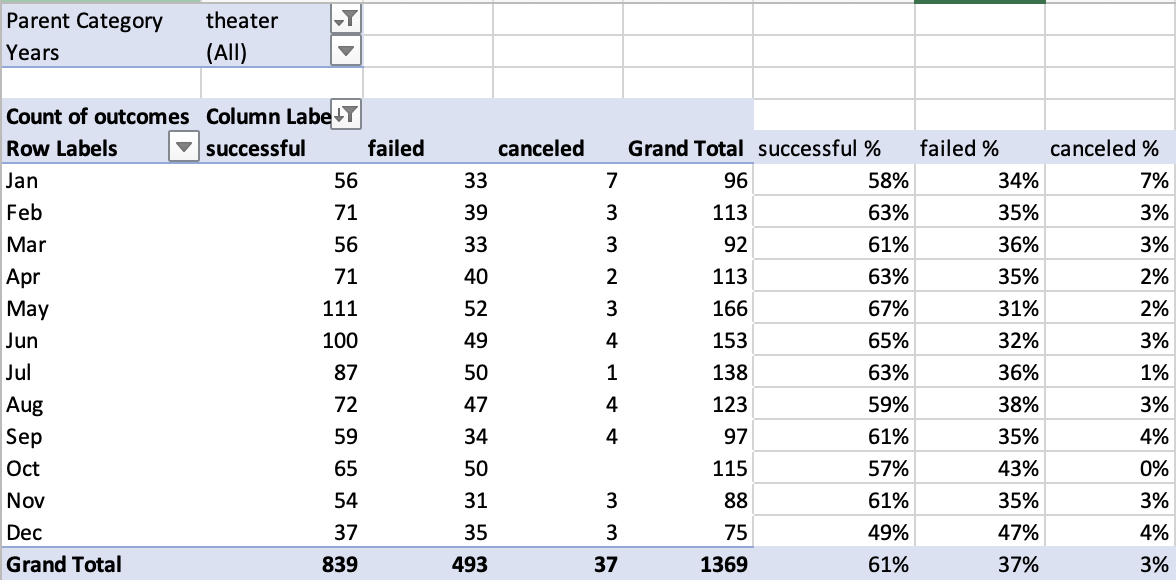 Parent Category theater
Years (All)
Count of outcomes Column Labe
Row Labels successful failed canceled Grand Total successful % failed % canceled %
Jan 56 33 7 96 58% 34% 7%
Feb 71 39 3 113 63% 35% 3%
Mar 56 33 3 92 61% 36% 3%
Apr 71 40 2 113 63% 35% 2%
May 111 52 3 166 67% 31% 2%
Jun 100 49 4 153 65% 32% 3%
Jul 87 50 1 138 63% 36% 1%
Aug 72 47 4 123 59% 38% 3%
Sep 59 34 4 97 61% 35% 4%
Oct 65 50 115 57% 43% 0%
Nov 54 31 3 88 61% 35% 3%
Dec 37 35 3 75 49% 47% 4%
Grand Total 839 493 37 1369 61% 37% 3%